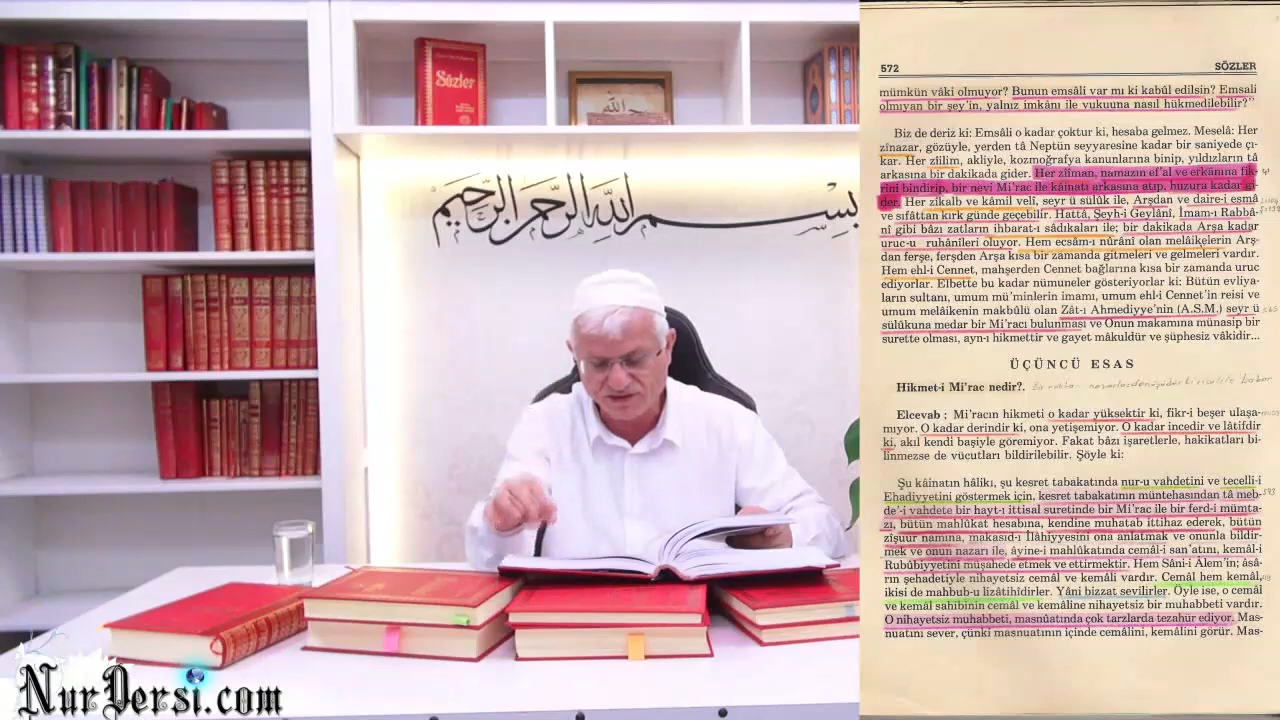 Sözler
بِسْمِ اللّٰهِ الرَّحْمٰنِ الرَّحِيمِ
NurDersi.com
572 SÖZLER
mümkün vâki olmuyor? Bunun emsâli var mı ki kabûl edilsin? Emsali
olmıyan bir şey'in, yalnız imkânı ile vukuuna nasıl hükmedilebilir?"
Biz de deriz ki: Emsâli o kadar çoktur ki, hesaba gelmez. Meselâ: Her
zînazar, gözüyle, yerden tâ Neptün seyyaresine kadar bir saniyede çı-
kar. Her zîilim, akliyle, kozmoğrafya kanunlarına binip, yıldızların tâ
arkasına bir dakikada gider. Her zîîman, namazın ef'al ve erkânına fik-
rini bindirip, bir nevi Mi'rac ile kâinatı arkasına atıp, huzura kadar gi-
der. Her zîkalb ve kâmil velî, seyr ü sülûk ile, Arşdan ve daire-i esmâ
ve sıfâttan kırk günde geçebilir. Hattâ, Şeyh-i Geylânî, İmam-ı Rabbâ-
nî gibi bâzı zatların ihbarat-ı sâdıkaları ile; bir dakikada Arşa kadar
uruc-u ruhânîleri oluyor. Hem ecsâm-ı nûrânî olan melâikelerin Arş-
dan ferşe, ferşden Arşa kısa bir zamanda gitmeleri ve gelmeleri vardır.
Hem ehl-i Cennet, mahşerden Cennet bağlarına kısa bir zamanda uruc
ediyorlar. Elbette bu kadar nümuneler gösteriyorlar ki: Bütün evliya-
ların sultanı, umum mü'minlerin imamı, umum ehl-i Cennet'in reisi ve
umum melâikenin makbulü olan Zât-ı Ahmediyye'nin (A.S.M.) seyr ü
sülûkuna medar bir Mi'racı bulunması ve Onun makamına münasip bir
surette olması, ayn-ı hikmettir ve gayet mâkuldür ve şüphesiz vâkidir...
ÜÇÜNCÜ ESAS
Hikmet-i Mi'rac nedir?.
Elcevab : Mi'racın hikmeti o kadar yüksektir ki, fikr-i beşer ulaşa-
mıyor. O kadar derindir ki, ona yetişemiyor. O kadar incedir ve lâtifdir
ki, akıl kendi başiyle göremiyor. Fakat bâzı işaretlerle, hakikatları bi-
linmezse de vücutları bildirilebilir. Şöyle ki:
Şu kâinatın hâlikı, şu kesret tabakatında nur-u vahdetini ve tecelli-i
Ehadiyyetini göstermek için, kesret tabakatının müntehasından tâ meb-
de'-i vahdete bir hayt-ı ittisal suretinde bir Mi'rac ile bir ferd-i mümta-
zı, bütün mahlûkat hesabına, kendine muhatab ittihaz ederek, bütün
zîşuur namına, makasıd-ı İlâhiyyesini ona anlatmak ve onunla bildir-
mek ve onun nazarı ile, âyine-i mahlûkatında cemâl-i san'atını, kemâl-i
Rubûbiyyetini müşahede etmek ve ettirmektir. Hem Sâni-i Âlem'in; âsâ-
rın şehadetiyle nihayetsiz cemâl ve kemâli vardır. Cemâl hem kemâl,
ikisi de mahbub-u lizâtihîdirler. Yâni bizzat sevilirler. Öyle ise, o cemâl
ve kemâl sahibinin cemâl ve kemâline nihayetsiz bir muhabbeti vardır.
O nihayetsiz muhabbeti, masnûatında çok tarzlarda tezahür ediyor. Mas-
nuatını sever, çünki masnuatının içinde cemâlini, kemâlini görür. Mas-